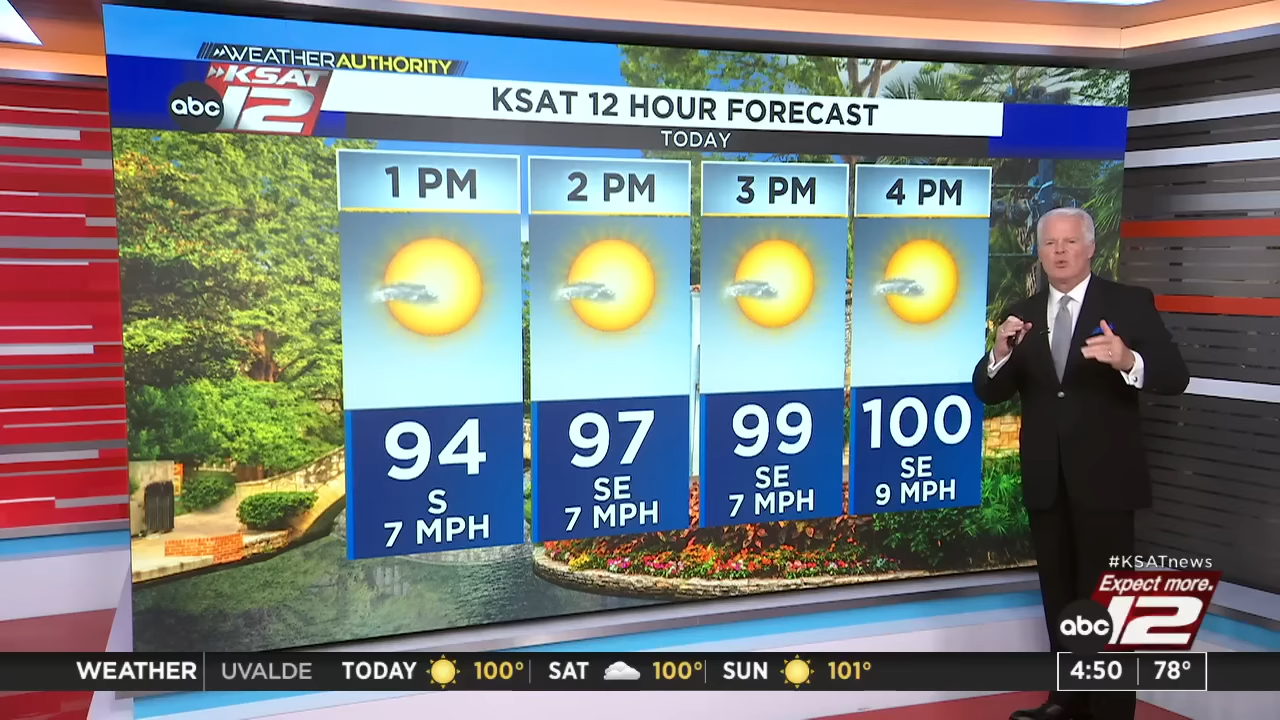 WEATHERAUTHORITY
KSAT
abc 12
KSAT 12 HOUR FORECAST
TODAY
1 PM 2 PM 3 PM 4 PM
94 97 99 100
S SE SE SE
7 MPH 7 MPH 7 MPH 9 MPH
#KSATnews
Expect more.
abc 12
WEATHER UVALDE TODAY 100° SAT 100° SUN 101° 4:50 78°